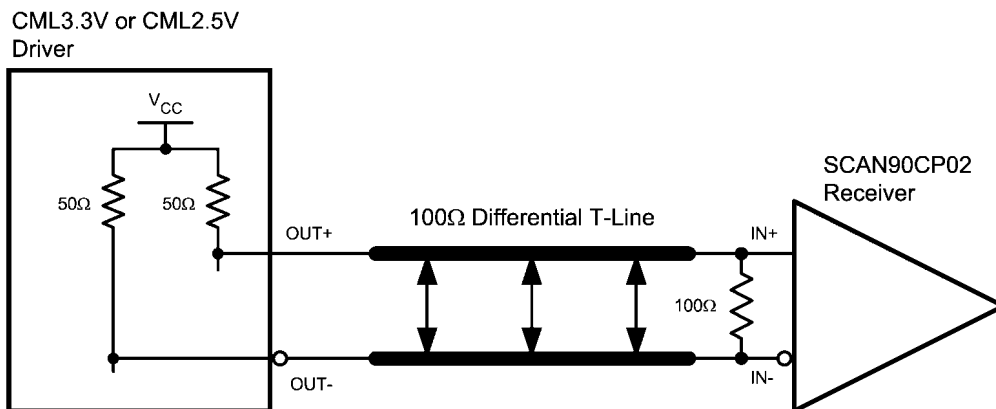 CML3.3V or CML2.5V
Driver
VCC
50Ω
50Ω
OUT+
100Ω Differential T-Line
IN+
SCAN90CP02
Receiver
100Ω
OUT-
IN-